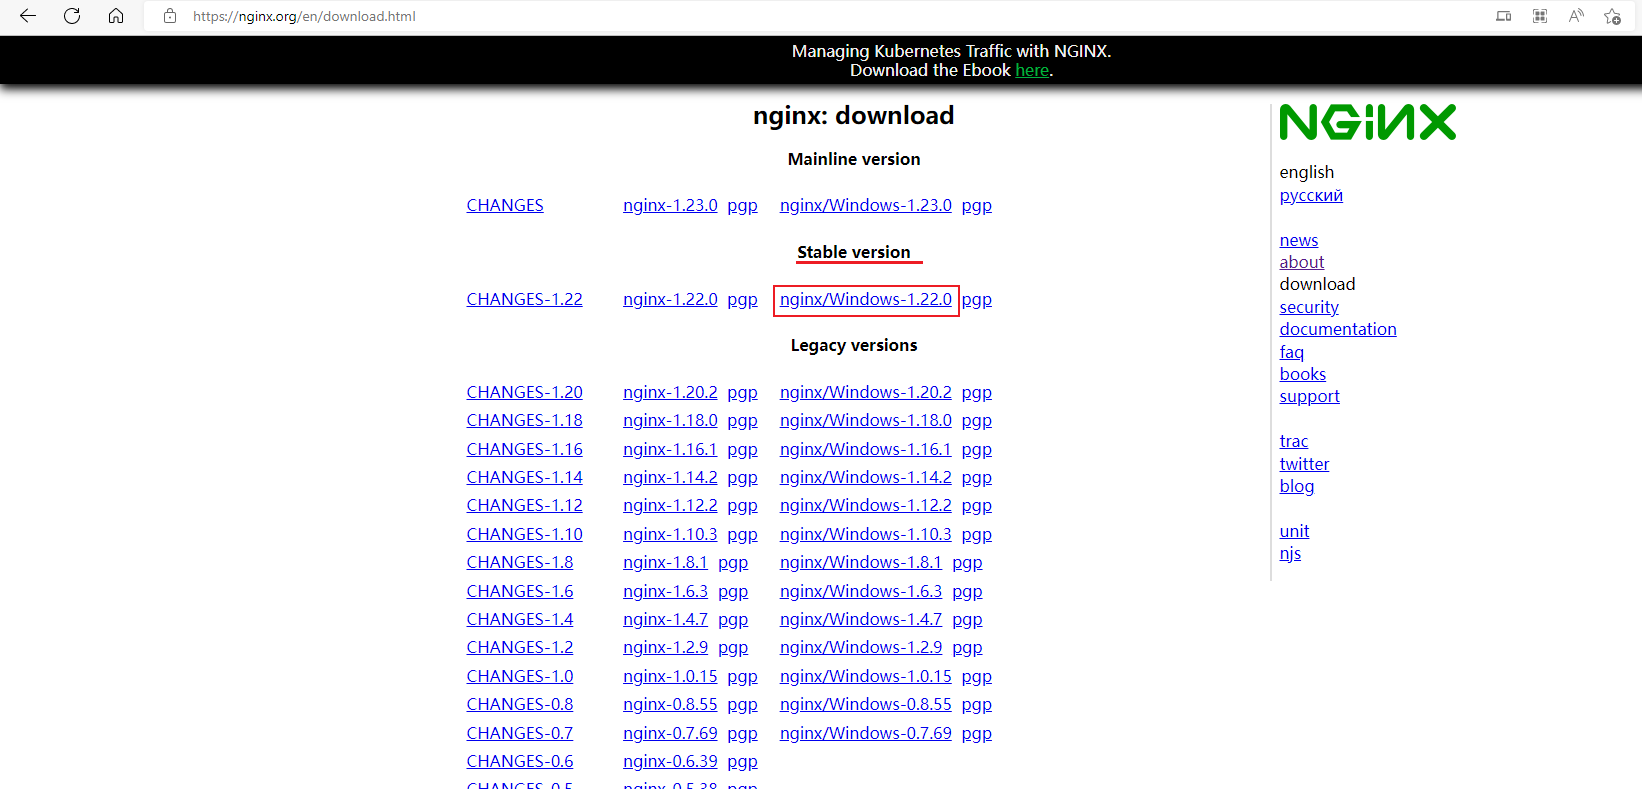 https://nginx.org/en/download.html
Managing Kubernetes Traffic with NGINX.
Download the Ebook here.
nginx: download
Mainline version
CHANGES nginx-1.23.0 pgp nginx/Windows-1.23.0 pgp
Stable version
CHANGES-1.22 nginx-1.22.0 pgp nginx/Windows-1.22.0 pgp
Legacy versions
CHANGES-1.20 nginx-1.20.2 pgp nginx/Windows-1.20.2 pgp
CHANGES-1.18 nginx-1.18.0 pgp nginx/Windows-1.18.0 pgp
CHANGES-1.16 nginx-1.16.1 pgp nginx/Windows-1.16.1 pgp
CHANGES-1.14 nginx-1.14.2 pgp nginx/Windows-1.14.2 pgp
CHANGES-1.12 nginx-1.12.2 pgp nginx/Windows-1.12.2 pgp
CHANGES-1.10 nginx-1.10.3 pgp nginx/Windows-1.10.3 pgp
CHANGES-1.8 nginx-1.8.1 pgp nginx/Windows-1.8.1 pgp
CHANGES-1.6 nginx-1.6.3 pgp nginx/Windows-1.6.3 pgp
CHANGES-1.4 nginx-1.4.7 pgp nginx/Windows-1.4.7 pgp
CHANGES-1.2 nginx-1.2.9 pgp nginx/Windows-1.2.9 pgp
CHANGES-1.0 nginx-1.0.15 pgp nginx/Windows-1.0.15 pgp
CHANGES-0.8 nginx-0.8.55 pgp nginx/Windows-0.8.55 pgp
CHANGES-0.7 nginx-0.7.69 pgp nginx/Windows-0.7.69 pgp
CHANGES-0.6 nginx-0.6.39 pgp
CHANGES-0.5 nginx-0.5.38 pgp
NGINX
english
русский
news
about
download
security
documentation
faq
books
support
trac
twitter
blog
unit
njs